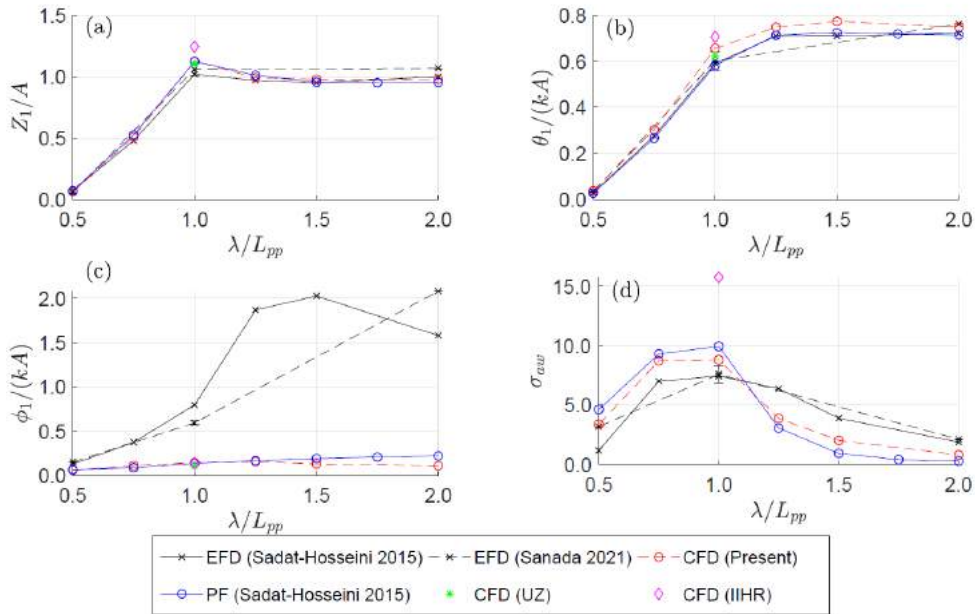 (a)
1.5
1.0
0.5
0.0
Z₁/A
0.5 1.0 1.5 2.0
λ/Lₚₚ
(b)
0.8
0.6
0.4
0.2
0.0
θ₁/(kA)
0.5 1.0 1.5 2.0
λ/Lₚₚ
(c)
2.0
1.5
1.0
0.5
0.0
ϕ₁/(kA)
0.5 1.0 1.5 2.0
λ/Lₚₚ
(d)
15.0
10.0
5.0
0.0
σ_aw
0.5 1.0 1.5 2.0
λ/Lₚₚ
EFD (Sadat-Hosseini 2015) EFD (Sanada 2021) CFD (Present)
PF (Sadat-Hosseini 2015) CFD (UZ) CFD (IIHR)